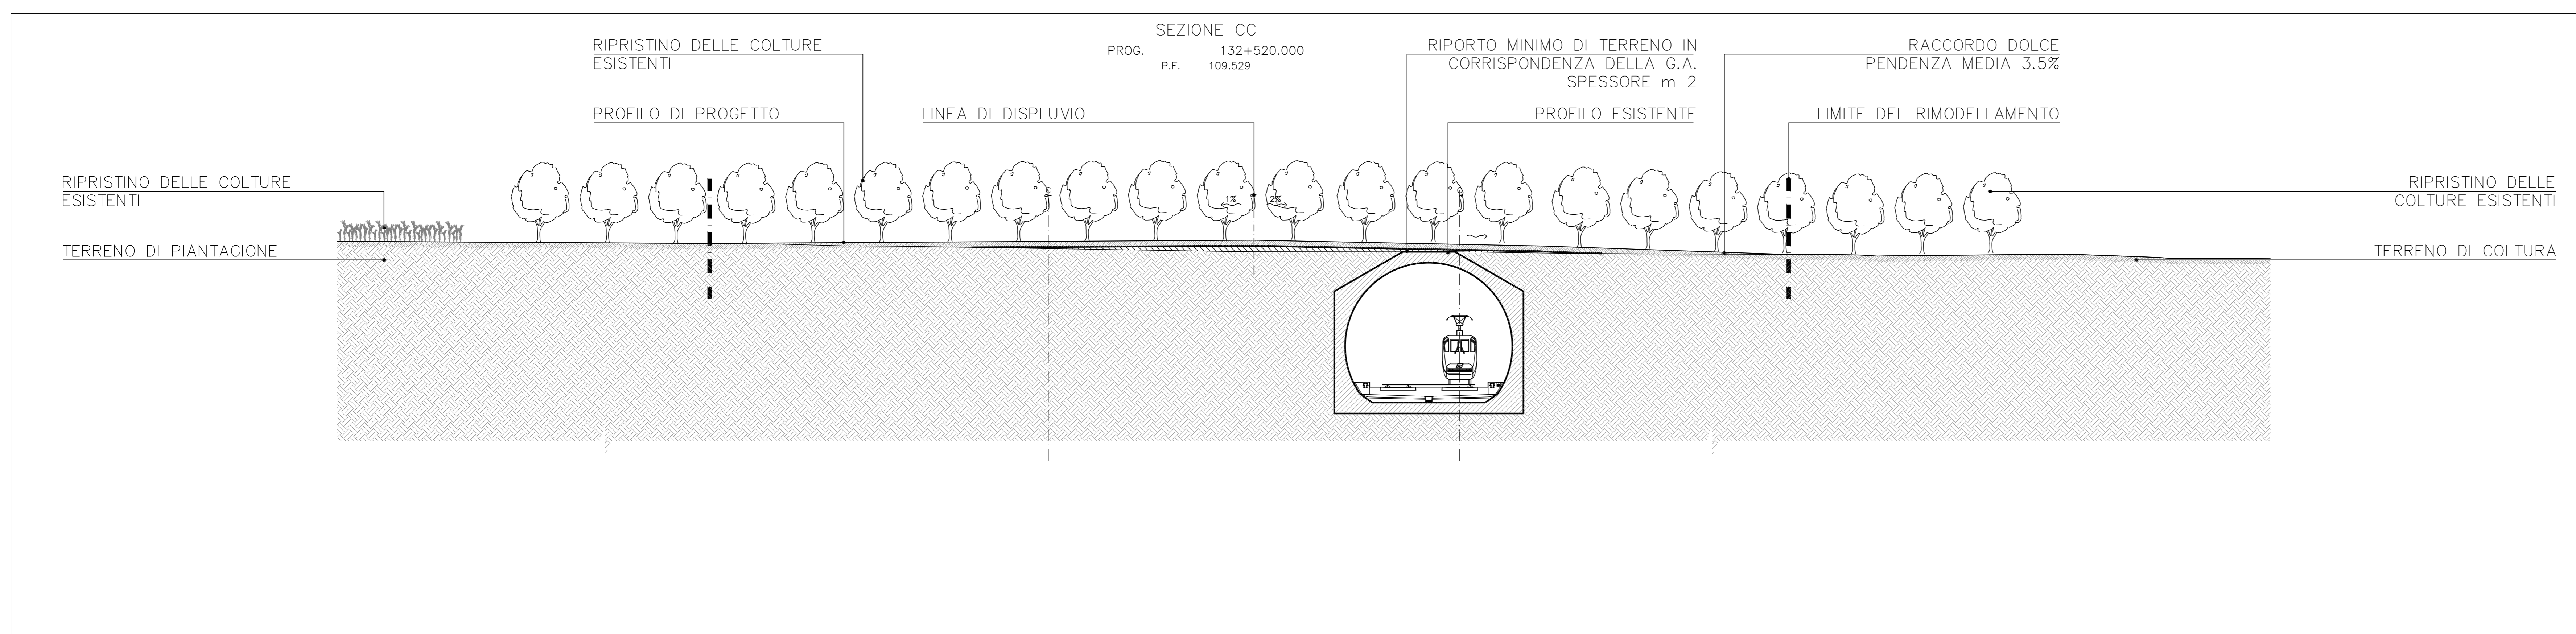 SEZIONE CC
PROG. 132+520.000
P.F. 109.529
RIPRISTINO DELLE COLTURE
ESISTENTI
RIPORTO MINIMO DI TERRENO IN
CORRISPONDENZA DELLA G.A.
SPESSORE m 2
RACCORDO DOLCE
PENDENZA MEDIA 3.5%
PROFILO DI PROGETTO
LINEA DI DISPLUVIO
PROFILO ESISTENTE
LIMITE DEL RIMODELLAMENTO
RIPRISTINO DELLE COLTURE
ESISTENTI
RIPRISTINO DELLE
COLTURE ESISTENTI
1%
2%
TERRENO DI PIANTAGIONE
TERRENO DI COLTURA